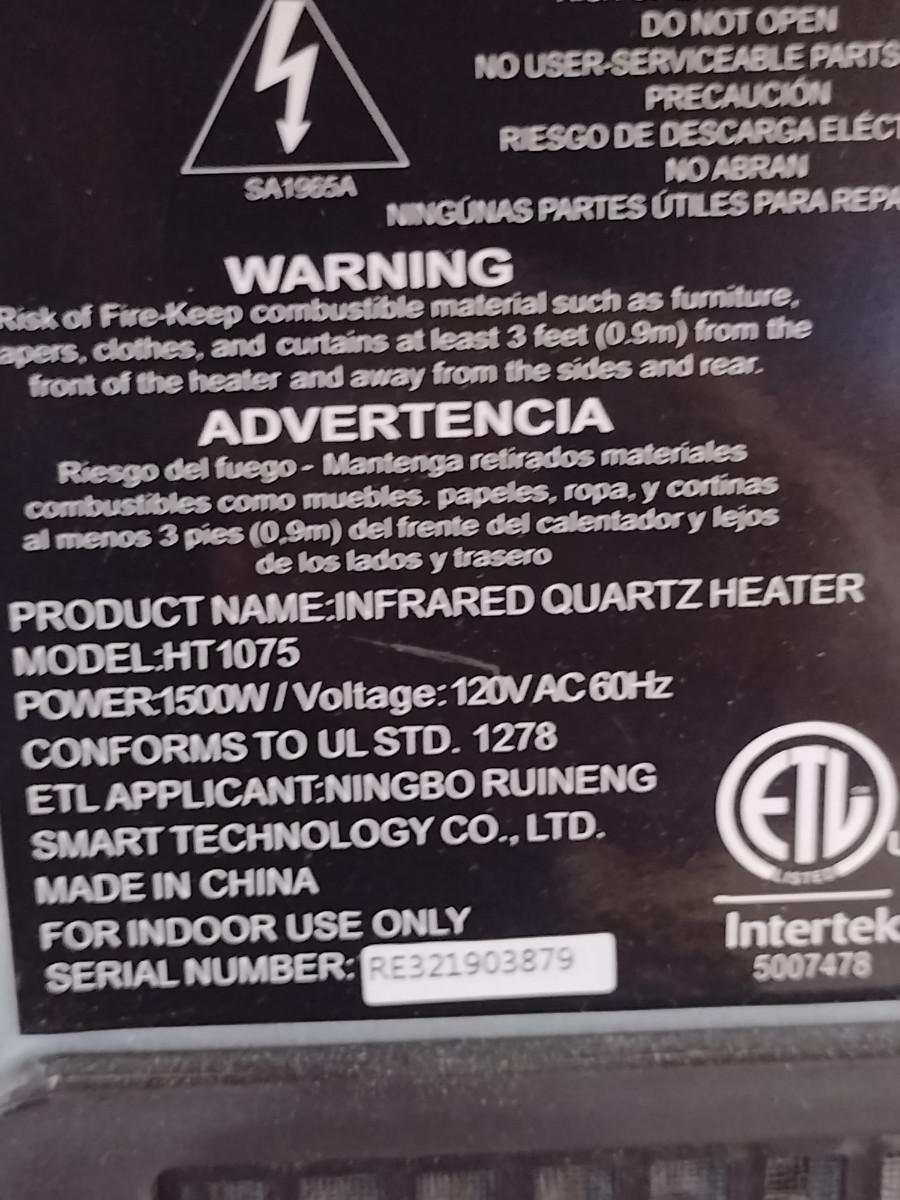 DO NOT OPEN
NO USER-SERVICEABLE PARTS
PRECAUCIÓN
RIESGO DE DESCARGA ELÉCT
NO ABRAN
NINGÚNAS PARTES ÚTILES PARA REPA
SA1965A
WARNING
Risk of Fire-Keep combustible material such as furniture,
apers, clothes, and curtains at least 3 feet (0.9m) from the
front of the heater and away from the sides and rear.
ADVERTENCIA
Riesgo del fuego - Mantenga retirados materiales
combustibles como muebles. papeles, ropa, y cortinas
al menos 3 pies (0,9m) del frente del calentador y lejos
de los lados y trasero
PRODUCT NAME:INFRARED QUARTZ HEATER
MODEL:HT1075
POWER:1500W / Voltage: 120V AC 60Hz
CONFORMS TO UL STD. 1278
ETL APPLICANT:NINGBO RUINENG
SMART TECHNOLOGY CO., LTD.
MADE IN CHINA
FOR INDOOR USE ONLY
SERIAL NUMBER: RE321903879
ETL
LISTED
Intertek
5007478